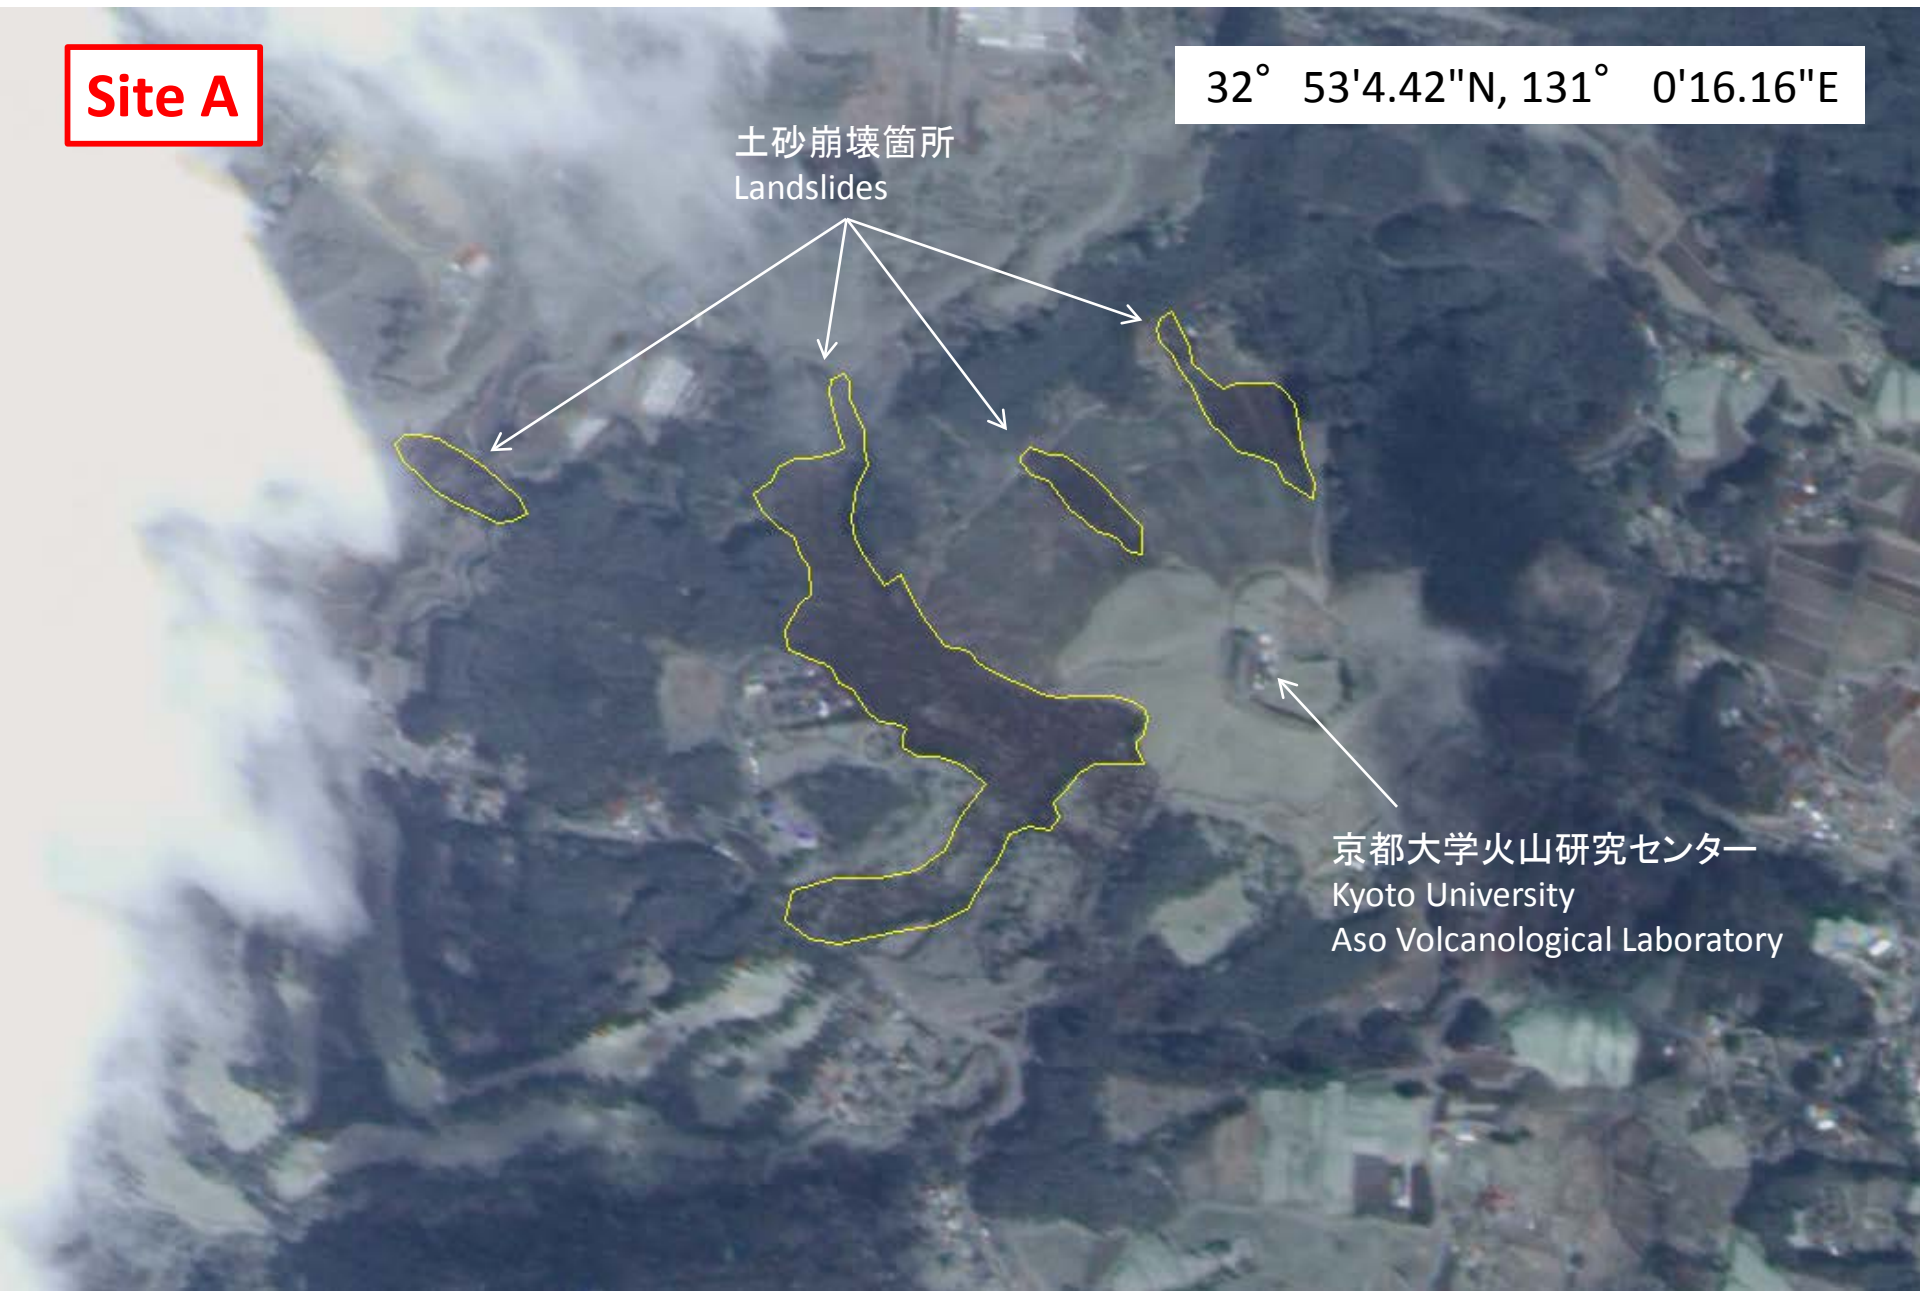 Site A
32° 53'4.42"N, 131° 0'16.16"E
土砂崩壊箇所
Landslides
京都大学火山研究センター
Kyoto University
Aso Volcanological Laboratory